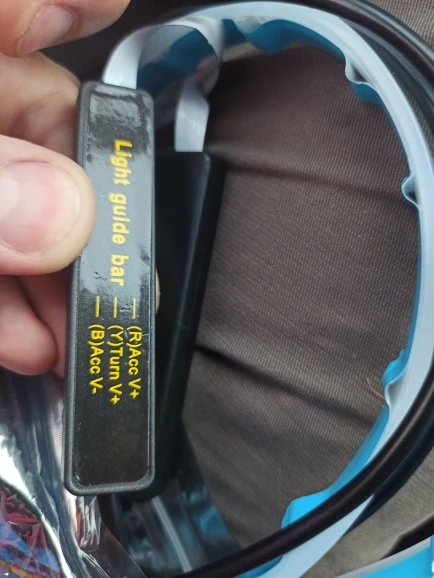 Light guide bar
— (R)Acc V+
— (Y)Turn V+
— (B)Acc V-